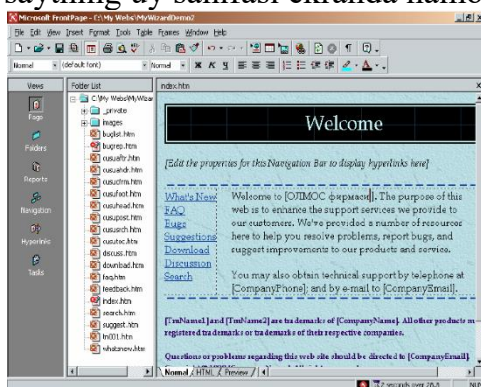 Microsoft FrontPage - C:\My Webs\MyWizardDemo2
File Edit View Insert Format Tools Table Frames Window Help
Normal (default font) Normal Ж К Ч
Views
Folder List
index.htm
Page
Folders
Reports
Navigation
Hyperlinks
Tasks
C:\My Webs\MyWizar
_private
images
buglist.htm
bugrep.htm
cusuaftr.htm
cusuahdr.htm
cusucfrm.htm
cusufoot.htm
cusuhead.htm
cusupost.htm
cususrch.htm
cusutoc.htm
discuss.htm
download.htm
faq.htm
feedback.htm
index.htm
search.htm
suggest.htm
tm001.htm
whatsnew.htm
Welcome
[Edit the properties for this Navigation Bar to display hyperlinks here]
What's New
FAQ
Bugs
Suggestions
Download
Discussion
Search
Welcome to [ОЛМОС фирмаси]. The purpose of this
web is to enhance the support services we provide to
our customers. We've provided a number of resources
here to help you resolve problems, report bugs, and
suggest improvements to our products and service.
You may also obtain technical support by telephone at
[CompanyPhone]; and by e-mail to [CompanyEmail].
[TmName1] and [TmName2] are trademarks of [CompanyName]. All other products m
registered trademarks or trademarks of their respective companies.
Questions or problems regarding this web site should be directed to [CompanyEmail].
Normal HTML Preview
seconds over 28.8
NUM